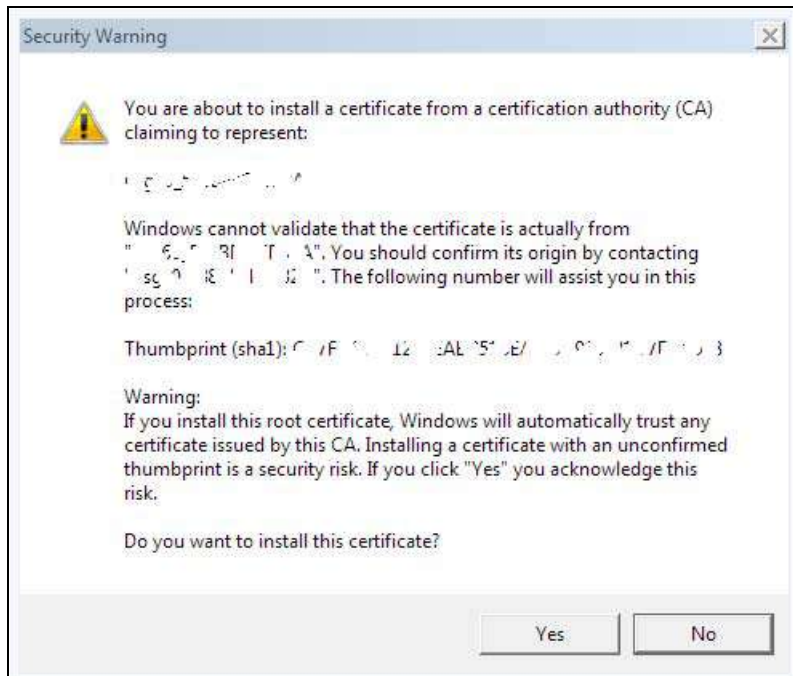 Security Warning
You are about to install a certificate from a certification authority (CA)
claiming to represent:
Windows cannot validate that the certificate is actually from
You should confirm its origin by contacting
The following number will assist you in this
process:
Thumbprint (sha1):
Warning:
If you install this root certificate, Windows will automatically trust any
certificate issued by this CA. Installing a certificate with an unconfirmed
thumbprint is a security risk. If you click "Yes" you acknowledge this
risk.
Do you want to install this certificate?
Yes
No